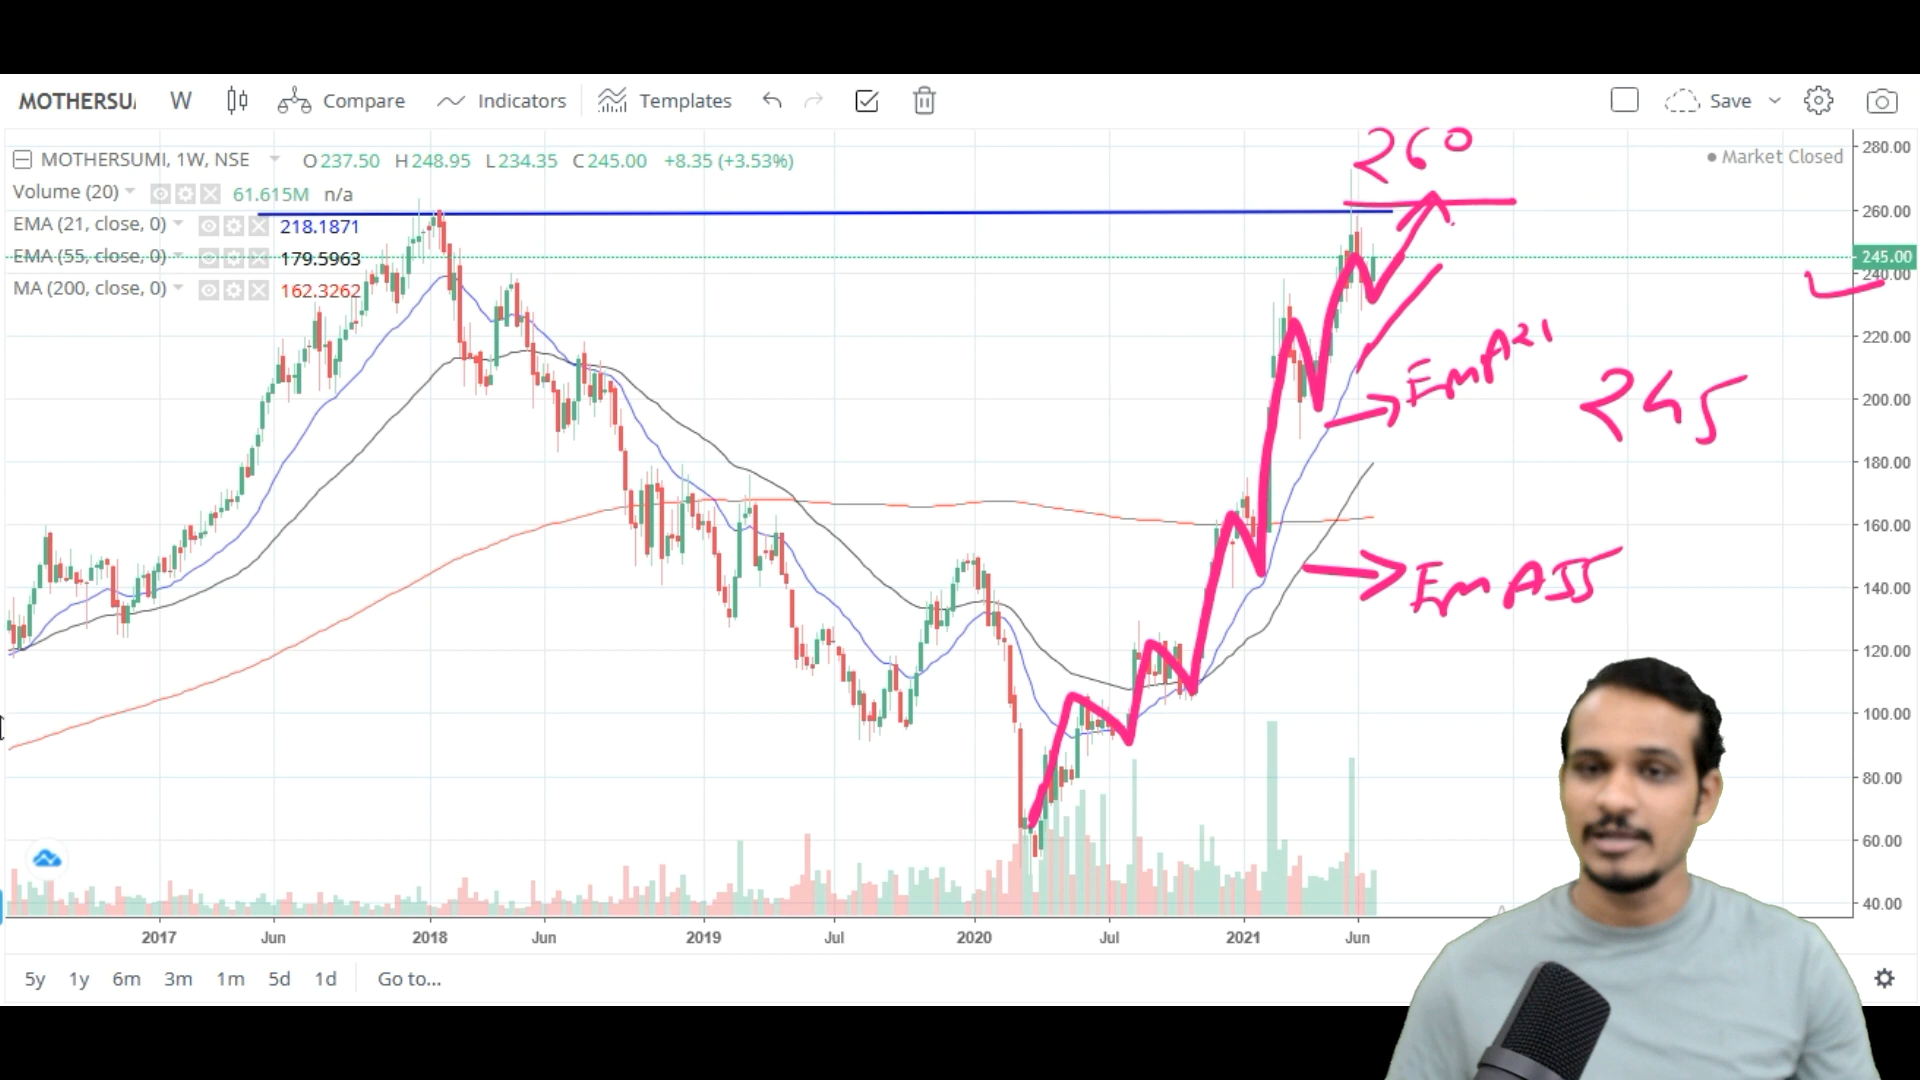 MOTHERSU
W
Compare
Indicators
Templates
Save
MOTHERSUMI, 1W, NSE O237.50 H248.95 L234.35 C245.00 +8.35 (+3.53%)
Market Closed
Volume (20) 61.615M n/a
EMA (21, close, 0) 218.1871
EMA (55, close, 0) 179.5963
MA (200, close, 0) 162.3262
260
EMA21
245
EMA55
280.00
260.00
245.00
240.00
220.00
200.00
180.00
160.00
140.00
120.00
100.00
80.00
60.00
40.00
2017 Jun 2018 Jun 2019 Jul 2020 Jul 2021 Jun
5y 1y 6m 3m 1m 5d 1d Go to...